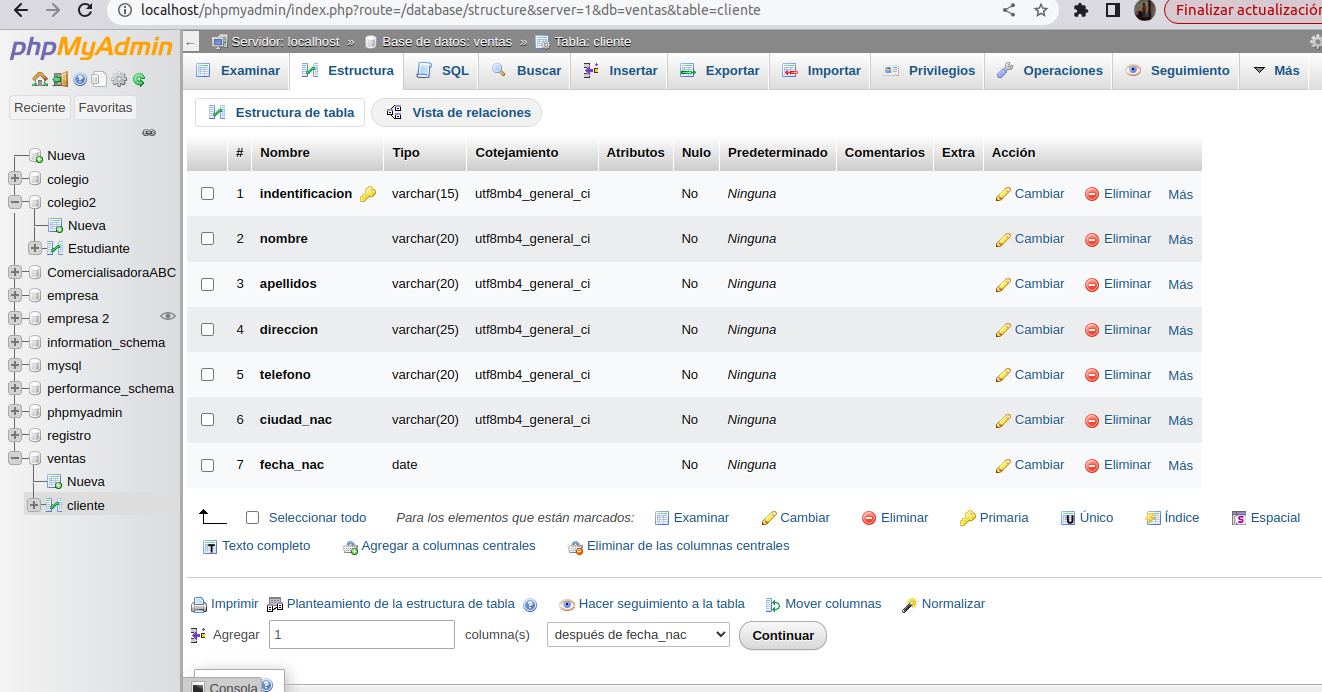 localhost/phpmyadmin/index.php?route=/database/structure&server=1&db=ventas&table=cliente
Finalizar actualización
phpMyAdmin
Reciente Favoritas
Nueva
colegio
colegio2
Nueva
Estudiante
ComercialisadoraABC
empresa
empresa 2
information_schema
mysql
performance_schema
phpmyadmin
registro
ventas
Nueva
cliente
← Servidor: localhost » Base de datos: ventas » Tabla: cliente
Examinar Estructura SQL Buscar Insertar Exportar Importar Privilegios Operaciones Seguimiento Más
Estructura de tabla Vista de relaciones
# Nombre Tipo Cotejamiento Atributos Nulo Predeterminado Comentarios Extra Acción
1 indentificacion varchar(15) utf8mb4_general_ci No Ninguna Cambiar Eliminar Más
2 nombre varchar(20) utf8mb4_general_ci No Ninguna Cambiar Eliminar Más
3 apellidos varchar(20) utf8mb4_general_ci No Ninguna Cambiar Eliminar Más
4 direccion varchar(25) utf8mb4_general_ci No Ninguna Cambiar Eliminar Más
5 telefono varchar(20) utf8mb4_general_ci No Ninguna Cambiar Eliminar Más
6 ciudad_nac varchar(20) utf8mb4_general_ci No Ninguna Cambiar Eliminar Más
7 fecha_nac date No Ninguna Cambiar Eliminar Más
Seleccionar todo Para los elementos que están marcados: Examinar Cambiar Eliminar Primaria Único Índice Espacial
Texto completo Agregar a columnas centrales Eliminar de las columnas centrales
Imprimir Planteamiento de la estructura de tabla Hacer seguimiento a la tabla Mover columnas Normalizar
Agregar 1 columna(s) después de fecha_nac Continuar
Consola